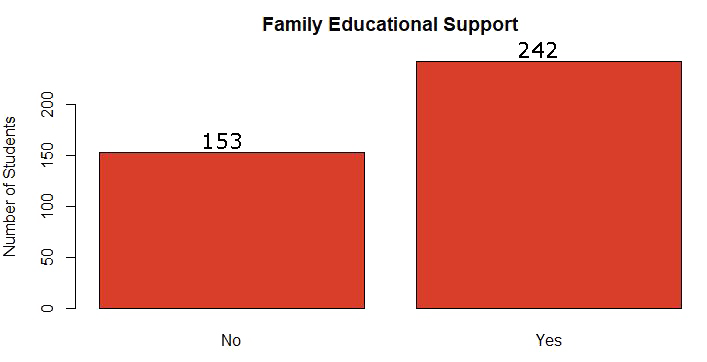 Family Educational Support
242
153
Number of Students
200
150
100
50
0
No
Yes